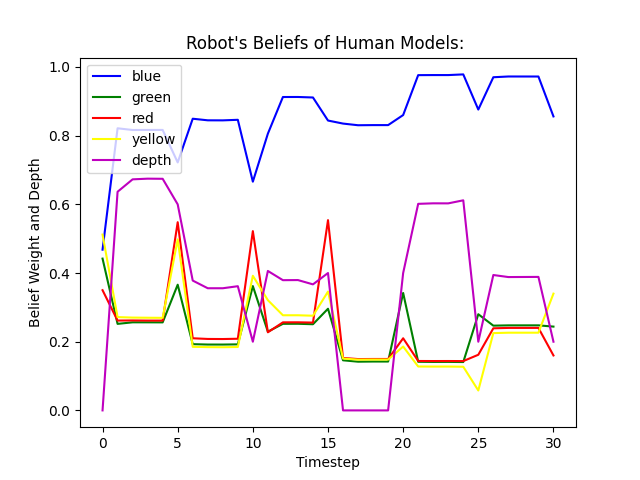 Robot's Beliefs of Human Models:
blue
green
red
yellow
depth
Belief Weight and Depth
1.0
0.8
0.6
0.4
0.2
0.0
0 5 10 15 20 25 30
Timestep